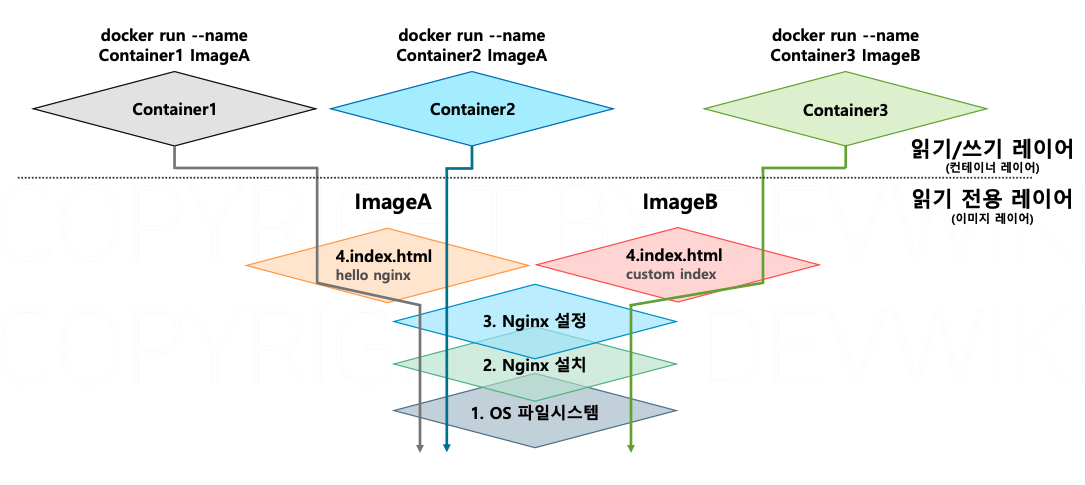 docker run --name
Container1 ImageA
docker run --name
Container2 ImageA
docker run --name
Container3 ImageB
Container1
Container2
Container3
읽기/쓰기 레이어
(컨테이너 레이어)
읽기 전용 레이어
(이미지 레이어)
ImageA
ImageB
4.index.html
hello nginx
4.index.html
custom index
3. Nginx 설정
2. Nginx 설치
1. OS 파일시스템
COPYRIGHT BY DEVWIKI
COPYRIGHT BY DEVWIKI